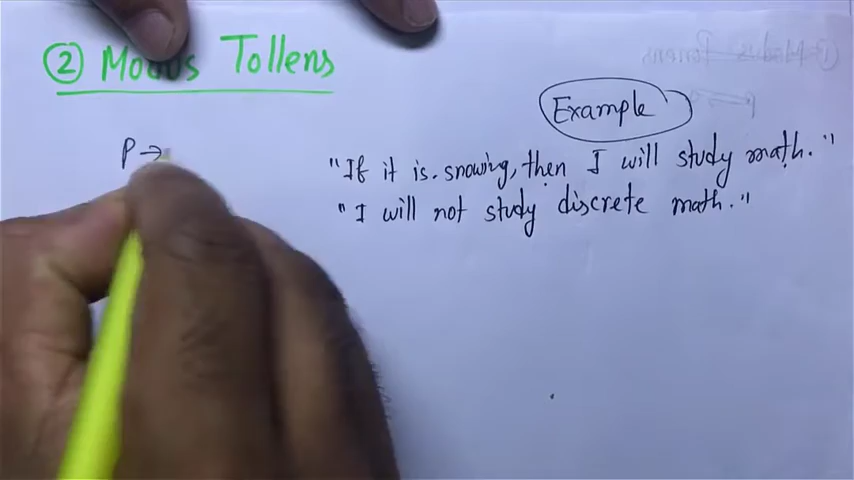 ② Modus Tollens
Example
P →
"If it is. snowing, then I will study math."
"I will not study discrete math."